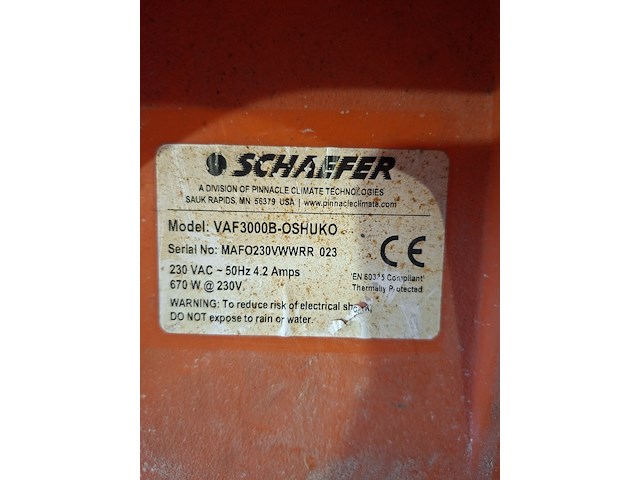 SCHAEFER
A DIVISION OF PINNACLE CLIMATE TECHNOLOGIES
SAUK RAPIDS, MN 56379 USA | www.pinnacleclimate.com
Model: VAF3000B-OSHUKO
Serial No: MAFO230VWWRR 023
230 VAC ~ 50Hz 4.2 Amps
670 W @ 230V.
CE
'EN 60335 Compliant'
Thermally Protected
WARNING: To reduce risk of electrical
DO NOT expose to rain or water.